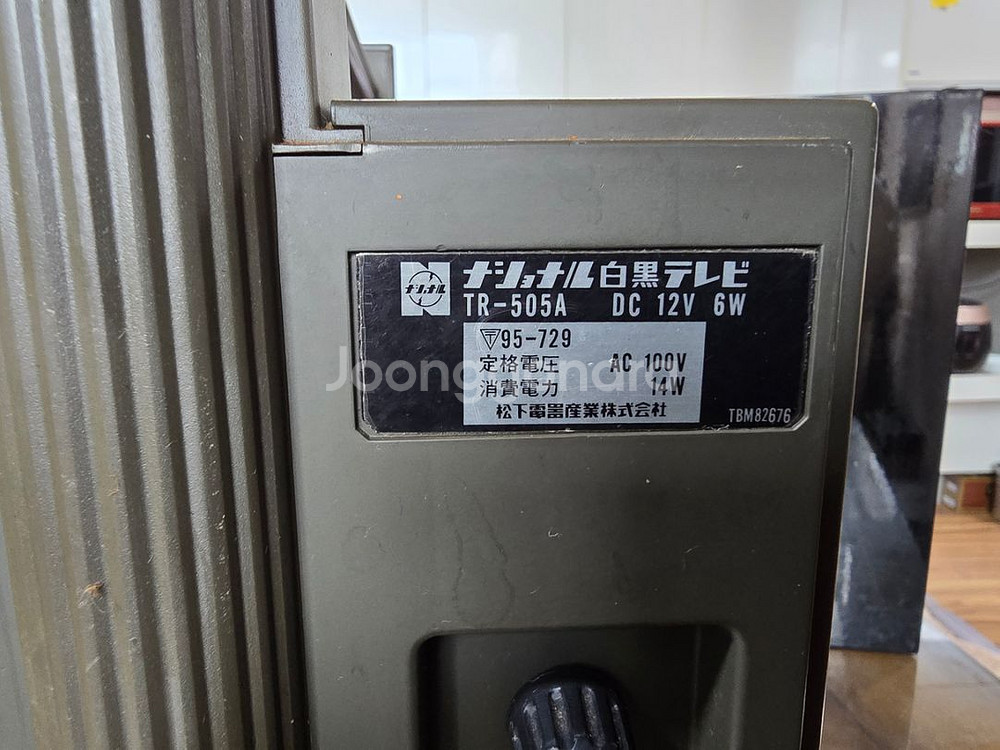 ナショナル
ナショナル白黒テレビ
TR-505A DC 12V 6W
〒95-729
定格電圧 AC 100V
消費電力 14W
松下電器産業株式会社
TBM82676